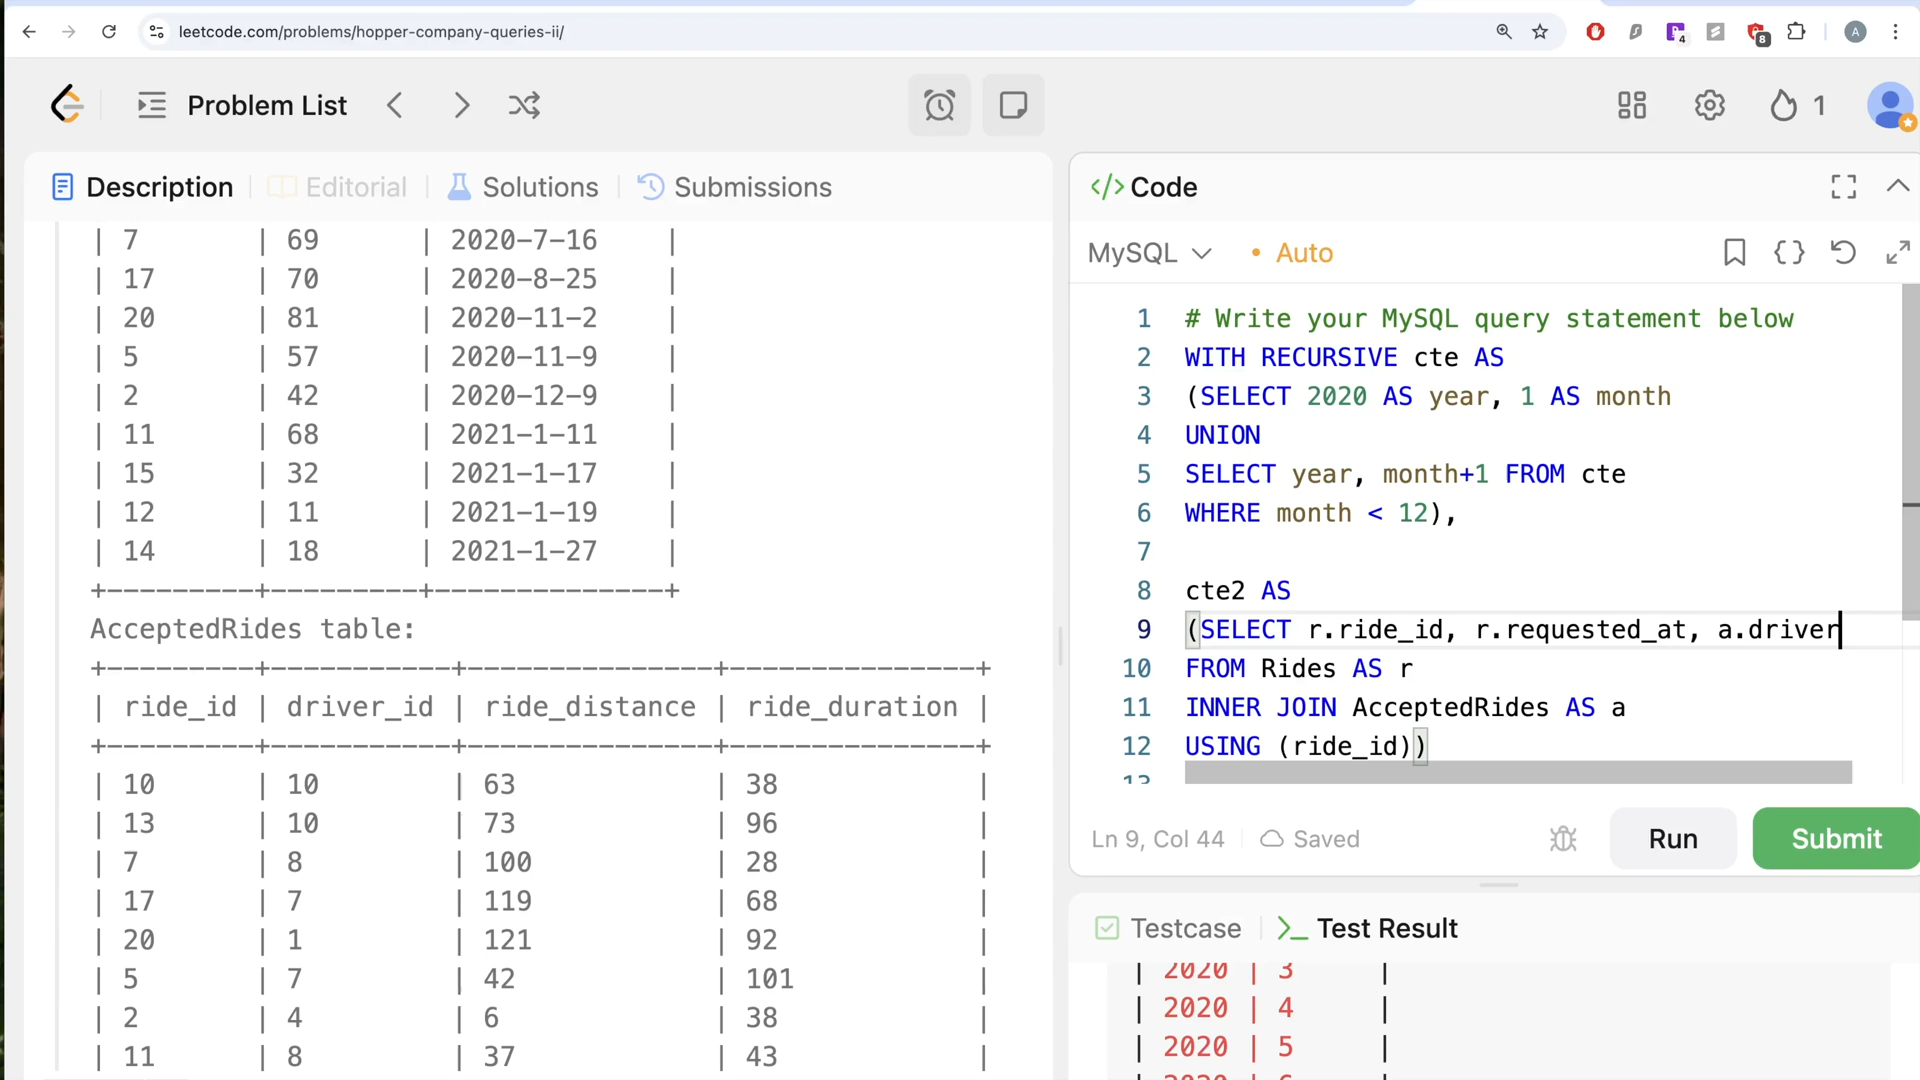 leetcode.com/problems/hopper-company-queries-ii/
4
8
A
Problem List
1
Description
Editorial
Solutions
Submissions
| 7 | 69 | 2020-7-16 |
| 17 | 70 | 2020-8-25 |
| 20 | 81 | 2020-11-2 |
| 5 | 57 | 2020-11-9 |
| 2 | 42 | 2020-12-9 |
| 11 | 68 | 2021-1-11 |
| 15 | 32 | 2021-1-17 |
| 12 | 11 | 2021-1-19 |
| 14 | 18 | 2021-1-27 |
+---------+---------+--------------+
AcceptedRides table:
+---------+-----------+---------------+---------------+
| ride_id | driver_id | ride_distance | ride_duration |
+---------+-----------+---------------+---------------+
| 10 | 10 | 63 | 38 |
| 13 | 10 | 73 | 96 |
| 7 | 8 | 100 | 28 |
| 17 | 7 | 119 | 68 |
| 20 | 1 | 121 | 92 |
| 5 | 7 | 42 | 101 |
| 2 | 4 | 6 | 38 |
| 11 | 8 | 37 | 43 |
</> Code
MySQL
• Auto
1 # Write your MySQL query statement below
2 WITH RECURSIVE cte AS
3 (SELECT 2020 AS year, 1 AS month
4 UNION
5 SELECT year, month+1 FROM cte
6 WHERE month < 12),
7
8 cte2 AS
9 (SELECT r.ride_id, r.requested_at, a.driver
10 FROM Rides AS r
11 INNER JOIN AcceptedRides AS a
12 USING (ride_id))
13
Ln 9, Col 44
Saved
Run
Submit
Testcase
Test Result
| 2020 | 3 |
| 2020 | 4 |
| 2020 | 5 |